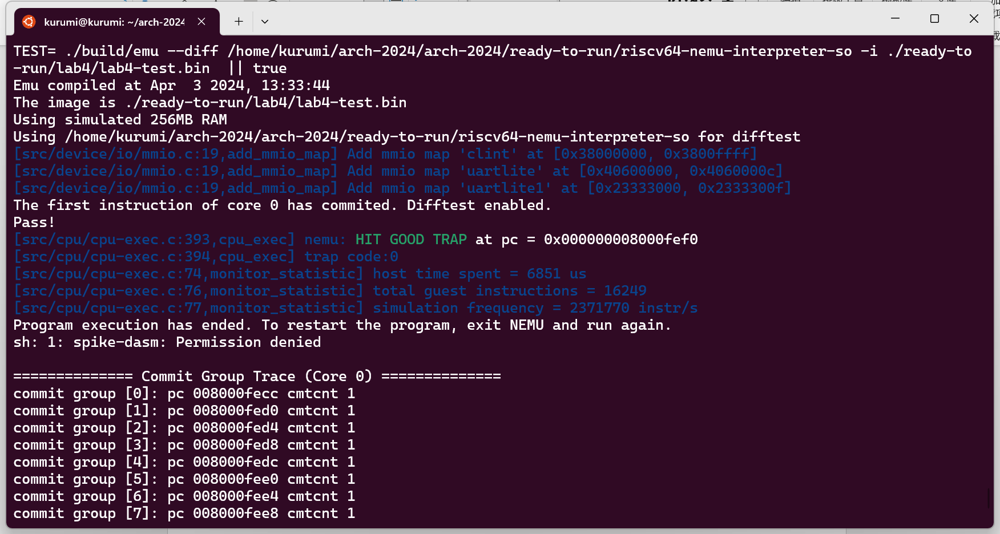 kurumi@kurumi: ~/arch-2024
TEST= ./build/emu --diff /home/kurumi/arch-2024/arch-2024/ready-to-run/riscv64-nemu-interpreter-so -i ./ready-to
-run/lab4/lab4-test.bin  || true
Emu compiled at Apr  3 2024, 13:33:44
The image is ./ready-to-run/lab4/lab4-test.bin
Using simulated 256MB RAM
Using /home/kurumi/arch-2024/arch-2024/ready-to-run/riscv64-nemu-interpreter-so for difftest
[src/device/io/mmio.c:19,add_mmio_map] Add mmio map 'clint' at [0x38000000, 0x3800ffff]
[src/device/io/mmio.c:19,add_mmio_map] Add mmio map 'uartlite' at [0x40600000, 0x4060000c]
[src/device/io/mmio.c:19,add_mmio_map] Add mmio map 'uartlite1' at [0x23333000, 0x2333300f]
The first instruction of core 0 has commited. Difftest enabled.
Pass!
[src/cpu/cpu-exec.c:393,cpu_exec] nemu: HIT GOOD TRAP at pc = 0x000000008000fef0
[src/cpu/cpu-exec.c:394,cpu_exec] trap code:0
[src/cpu/cpu-exec.c:74,monitor_statistic] host time spent = 6851 us
[src/cpu/cpu-exec.c:76,monitor_statistic] total guest instructions = 16249
[src/cpu/cpu-exec.c:77,monitor_statistic] simulation frequency = 2371770 instr/s
Program execution has ended. To restart the program, exit NEMU and run again.
sh: 1: spike-dasm: Permission denied
============== Commit Group Trace (Core 0) ==============
commit group [0]: pc 008000fecc cmtcnt 1
commit group [1]: pc 008000fed0 cmtcnt 1
commit group [2]: pc 008000fed4 cmtcnt 1
commit group [3]: pc 008000fed8 cmtcnt 1
commit group [4]: pc 008000fedc cmtcnt 1
commit group [5]: pc 008000fee0 cmtcnt 1
commit group [6]: pc 008000fee4 cmtcnt 1
commit group [7]: pc 008000fee8 cmtcnt 1